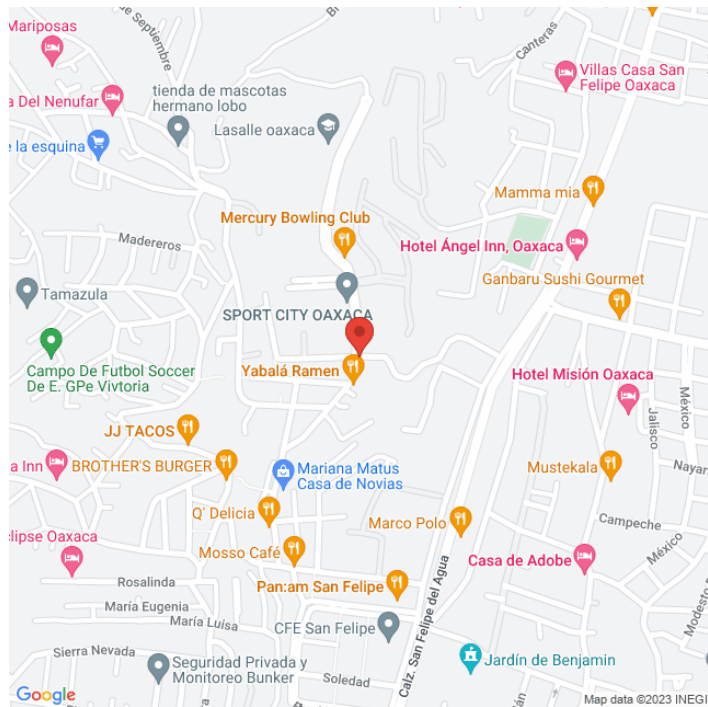 Mariposas
de Septiembre
Canteras
tienda de mascotas
hermano lobo
Villas Casa San
Felipe Oaxaca
a Del Nenufar
Lasalle oaxaca
e la esquina
Mamma mia
Mercury Bowling Club
Madereros
Hotel Ángel Inn, Oaxaca
Ganbaru Sushi Gourmet
Tamazula
SPORT CITY OAXACA
Campo De Futbol Soccer
De E. GPe Vivtoria
Yabalá Ramen
Hotel Misión Oaxaca
México
Jalisco
JJ TACOS
a Inn
BROTHER'S BURGER
Mariana Matus
Casa de Novias
Mustekala
Nayar
Q' Delicia
Marco Polo
Campeche
clipse Oaxaca
Mosso Café
Casa de Adobe
México
Rosalinda
Pan:am San Felipe
María Eugenia
María Luisa
CFE San Felipe
Calz. San Felipe del Agua
Modesto
Sierra Nevada
Seguridad Privada y
Monitoreo Bunker
Soledad
Jardín de Benjamin
Google
Map data ©2023 INEGI